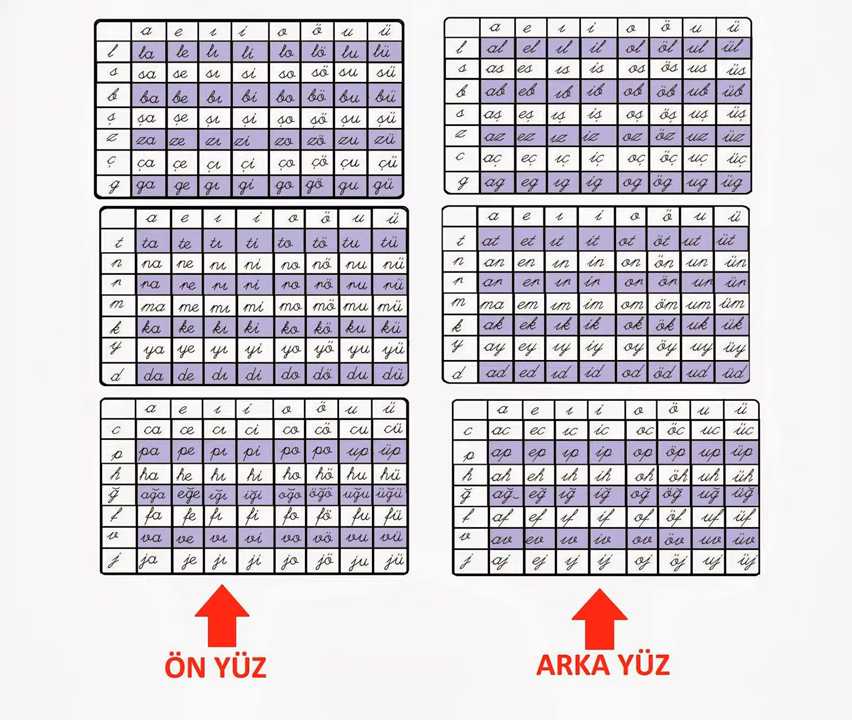 a e ı i o ö u ü
l la le lı li lo lö lu lü
s sa se sı si so sö su sü
b ba be bı bi bo bö bu bü
ş şa şe şı şi şo şö şu şü
z za ze zı zi zo zö zu zü
ç ça çe çı çi ço çö çu çü
g ga ge gı gi go gö gu gü
a e ı i o ö u ü
t ta te tı ti to tö tu tü
n na ne nı ni no nö nu nü
r ra re rı ri ro rö ru rü
m ma me mı mi mo mö mu mü
k ka ke kı ki ko kö ku kü
y ya ye yı yi yo yö yu yü
d da de dı di do dö du dü
a e ı i o ö u ü
c ca ce cı ci co cö cu cü
p pa pe pı pi po po up üp
h ha he hı hi ho hö hu hü
ğ ağa eğe ığı iği oğo öğö uğu üğü
f fa fe fı fi fo fö fu fü
v va ve vı vi vo vö vu vü
j ja je jı ji jo jö ju jü
ÖN YÜZ
a e ı i o ö u ü
l al el ıl il ol öl ul ül
s as es ıs is os ös us üs
b ab eb ıb ib ob öb ub üb
s aş eş ış iş oş öş uş üş
z az ez ız iz oz öz uz üz
c aç eç ıç iç oç öç uç üç
g ag eg ıg ig og ög ug üg
a e ı i o ö u ü
t at et ıt it ot öt ut üt
n an en ın in on ön un ün
r ar er ır ir or ör ur ür
m ma em ım im om öm um üm
k ak ek ık ik ok ök uk ük
y ay ey ıy iy oy öy uy üy
d ad ed ıd id od öd ud üd
a e ı i o ö u ü
c ac ec ıc ic oc öc uc üc
p ap ep ıp ip op öp up üp
h ah eh ıh ih oh öh uh üh
ğ ağ eğ ığ iğ oğ öğ uğ üğ
f af ef ıf if of öf uf üf
v av ev ıv iv ov öv uv üv
j aj ej ıj ij oj öj uj üj
ARKA YÜZ